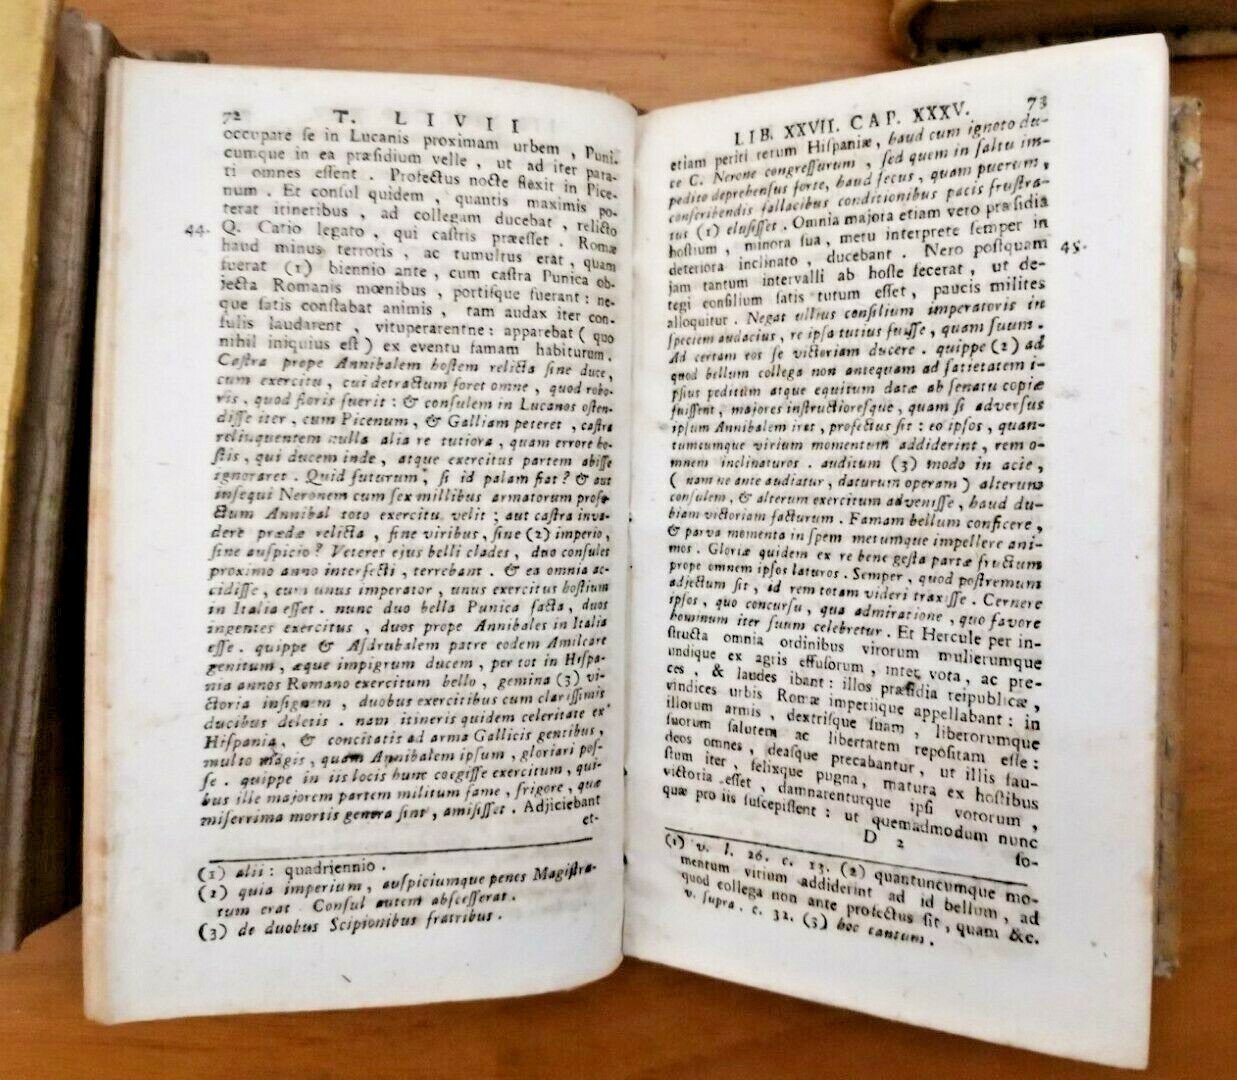 72 T. LIVII
occupare se in Lucanis proximam urbem, Puni-
cumque in ea præsidium velle, ut ad iter para-
ti omnes essent. Profectus nocte flexit in Pice-
num. Et consul quidem, quantis maximis po-
terat itineribus, ad collegam ducebat, relicto
44. Q. Catio legato, qui castris præesset. Romæ
haud minus terroris, ac tumultus erat, quam
fuerat (1) biennio ante, cum castra Punica ob-
jecta Romanis mœnibus, portisque fuerant: ne-
que satis constabat animis, tam audax iter con-
sulis laudarent, vituperarentne: apparebat (quo
nihil iniquius est) ex eventu famam habiturum.
Castra prope Annibalem hostem relicta sine duce,
cum exercitu, cui detractum foret omne, quod robo-
ris, quod floris fuerit: & consulem in Lucanos osten-
disse iter, cum Picenum, & Galliam peteret, castra
relinquentem nulla alia re tutiora, quam errore ho-
stis, qui ducem inde, atque exercitus partem abisse
ignoraret. Quid futurum, si id palam fiat? & aut
insequi Neronem cum sex millibus armatorum profe-
ctum Annibal toto exercitu velit; aut castra inva-
dere prædæ relicta, sine viribus, sine (2) imperio,
sine auspicio? Veteres ejus belli clades, duo consules
proximo anno interfecti, terrebant. & ea omnia ac-
cidisse, cum unus imperator, unus exercitus hostium
in Italia esset. nunc duo bella Punica facta, duos
ingentes exercitus, duos prope Annibales in Italia
esse. quippe & Asdrubalem patre eodem Amilcare
genitum, æque impigrum ducem, per tot in Hispa-
nia annos Romano exercitum bello, gemina (3) vi-
ctoria insignem, duobus exercitibus cum clarissimis
ducibus deletis. nam itineris quidem celeritate ex
Hispania, & concitatis ad arma Gallicis gentibus,
multo magis, quam Annibalem ipsum, gloriari pos-
se. quippe in iis locis hunc coegisse exercitum, qui-
bus ille majorem partem militum fame, frigore, quæ
miserrima mortis genera sint, amisisset. Adjiciebant
et-
(1) alii: quadriennio.
(2) quia imperium, auspiciumque penes Magistra-
tum erat. Consul autem abscesserat.
(3) de duobus Scipionibus fratribus.
LIB. XXVII. CAP. XXXV. 73
etiam periti rerum Hispaniæ, haud cum ignoto du-
ce C. Nerone congressurum, sed quem in saltu im-
pedito deprehensus forte, haud secus, quam puerum,
conscribendis fallacibus conditionibus pacis frustra-
tus (1) elusisset. Omnia majora etiam vero præsidia
hostium, minora sua, metu interprete semper in
deteriora inclinato, ducebant. Nero postquam 45.
jam tantum intervalli ab hoste fecerat, ut de-
tegi consilium satis tutum esset, paucis milites
alloquitur. Negat ullius consilium imperatoris in
speciem audacius, re ipsa tutius fuisse, quam suum.
Ad certam eos se victoriam ducere. quippe (2) ad
quod bellum collega non antequam ad satietatem i-
psius peditum atque equitum datæ ab senatu copiæ
fuissent, majores instructioresque, quam si adversus
ipsum Annibalem iret, profectus sit: eo ipsos, quan-
tumcumque virium momentum addiderint, rem o-
mnem inclinaturos. auditum (3) modo in acie,
(nam ne ante audiatur, daturum operam) alterum
consulem, & alterum exercitum advenisse, haud du-
biam victoriam facturum. Famam bellum conficere,
& parva momenta in spem metumque impellere ani-
mos. Gloriæ quidem ex re bene gesta partæ fructum
prope omnem ipsos laturos. Semper, quod postremum
adjectum sit, id rem totam videri traxisse. Cernere
ipsos, quo concursu, qua admiratione, quo favore
hominum iter suum celebretur. Et Hercule per in-
structa omnia ordinibus virorum mulierumque
undique ex agris effusorum, inter vota, ac pre-
ces, & laudes ibant: illos præsidia reipublicæ,
vindices urbis Romæ imperiique appellabant: in
illorum armis, dextrisque suam, liberorumque
suorum salutem ac libertatem repositam esse:
deos omnes, deasque precabantur, ut illis fau-
stum iter, felixque pugna, matura ex hostibus
victoria esset, damnarenturque ipsi votorum,
quæ pro iis suscepissent: ut quemadmodum nunc
D 2 so-
(1) v. l. 26. c. 13. (2) quantuncumque mo-
mentum virium addiderint ad id bellum, ad
quod collega non ante profectus sit, quam &c.
v. supra. c. 32. (3) hoc tantum.